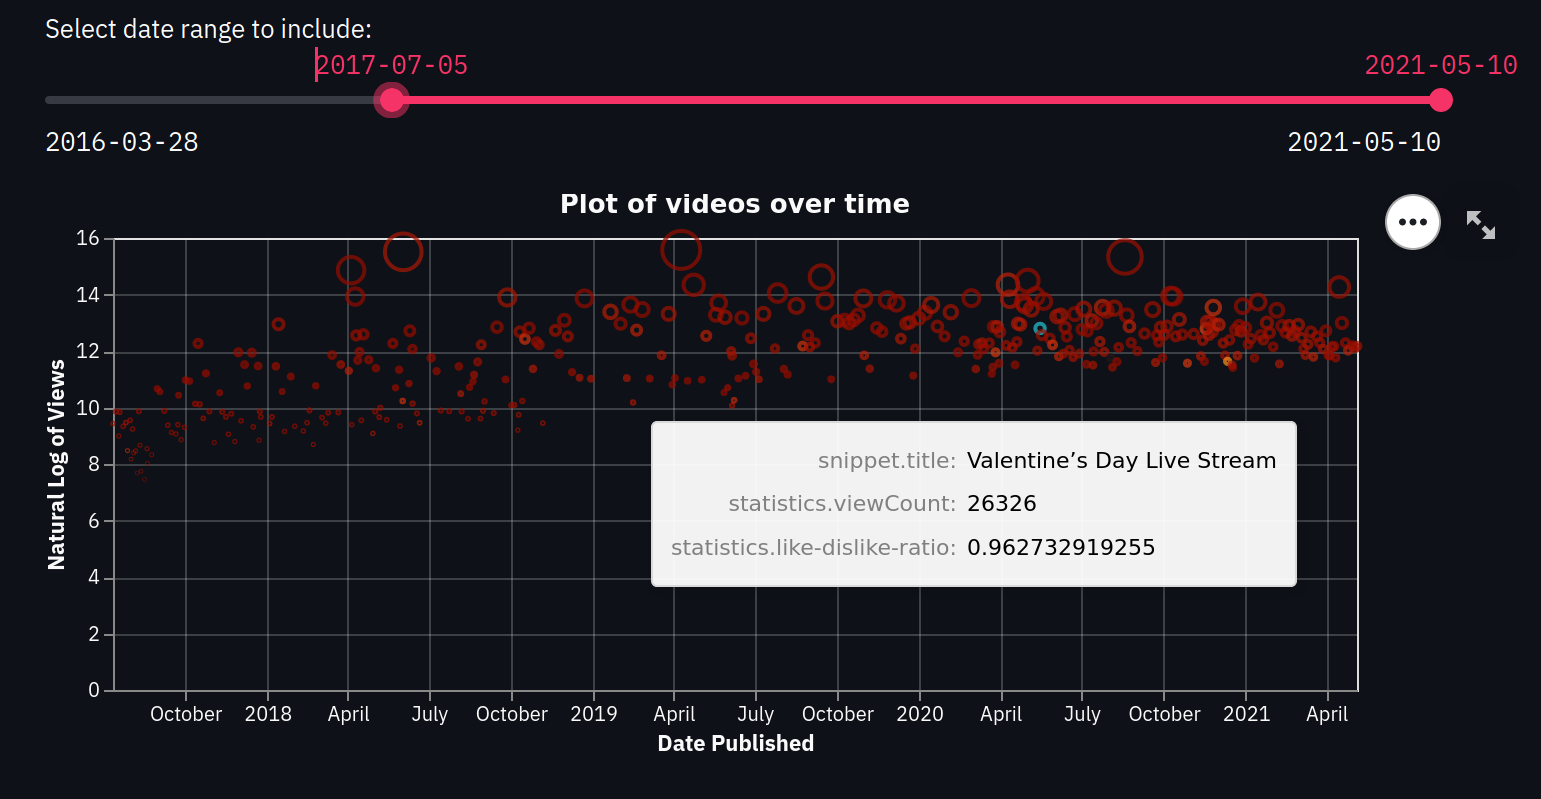 Select date range to include:
2017-07-05 2021-05-10
2016-03-28 2021-05-10
Plot of videos over time
16
14
12
10
8
6
4
2
0
Natural Log of Views
snippet.title: Valentine’s Day Live Stream
statistics.viewCount: 26326
statistics.like-dislike-ratio: 0.962732919255
October 2018 April July October 2019 April July October 2020 April July October 2021 April
Date Published